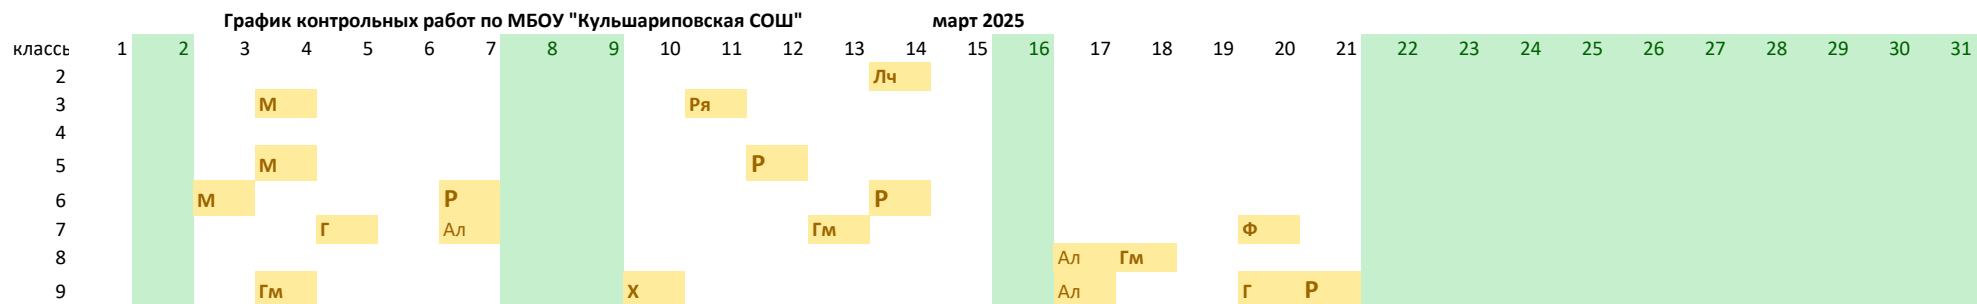 График контрольных работ по МБОУ "Кульшариповская СОШ" март 2025
классы 1 2 3 4 5 6 7 8 9 10 11 12 13 14 15 16 17 18 19 20 21 22 23 24 25 26 27 28 29 30 31
2 Лч
3 М Ря
4
5 М Р
6 М Р Р
7 Г Ал Гм Ф
8 Ал Гм
9 Гм Х Ал Г Р